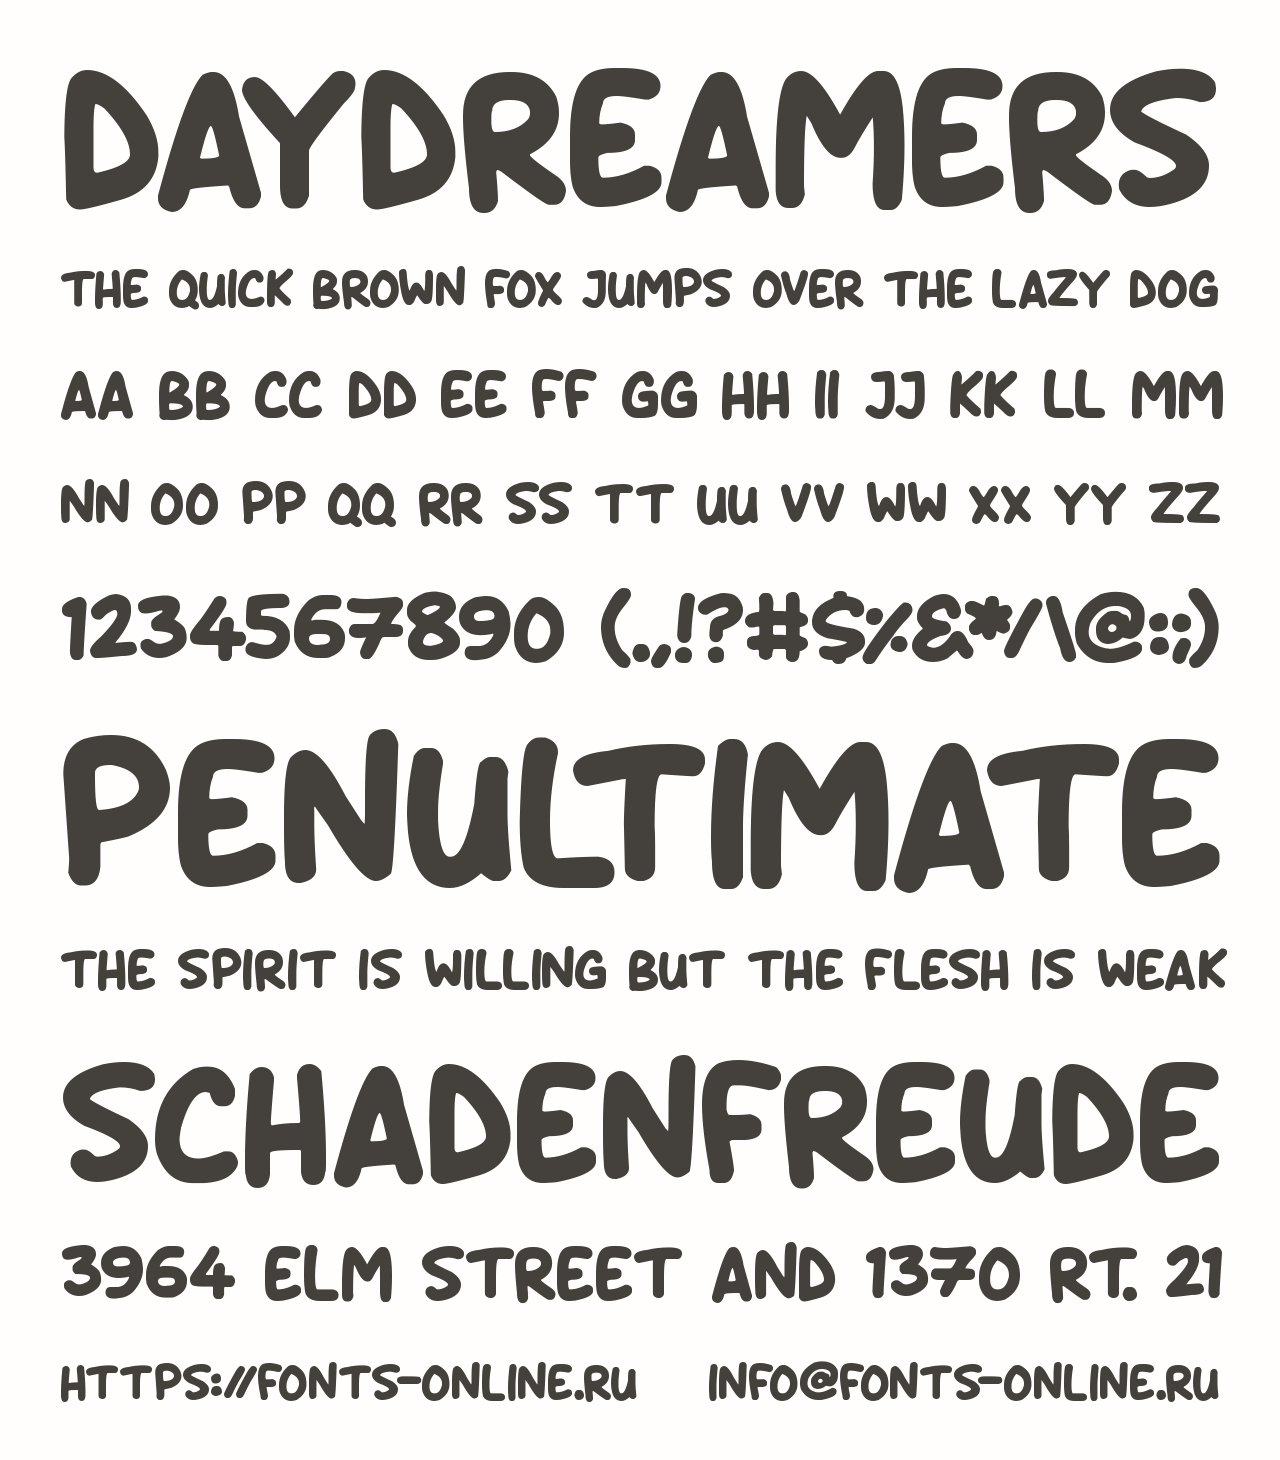 DAYDREAMERS
THE QUICK BROWN FOX JUMPS OVER THE LAZY DOG
AA BB CC DD EE FF GG HH II JJ KK LL MM
NN OO PP QQ RR SS TT UU VV WW XX YY ZZ
1234567890 (.,!?#$%&*/\@:;)
PENULTIMATE
THE SPIRIT IS WILLING BUT THE FLESH IS WEAK
SCHADENFREUDE
3964 ELM STREET AND 1370 RT. 21
HTTPS://FONTS-ONLINE.RU INFO@FONTS-ONLINE.RU